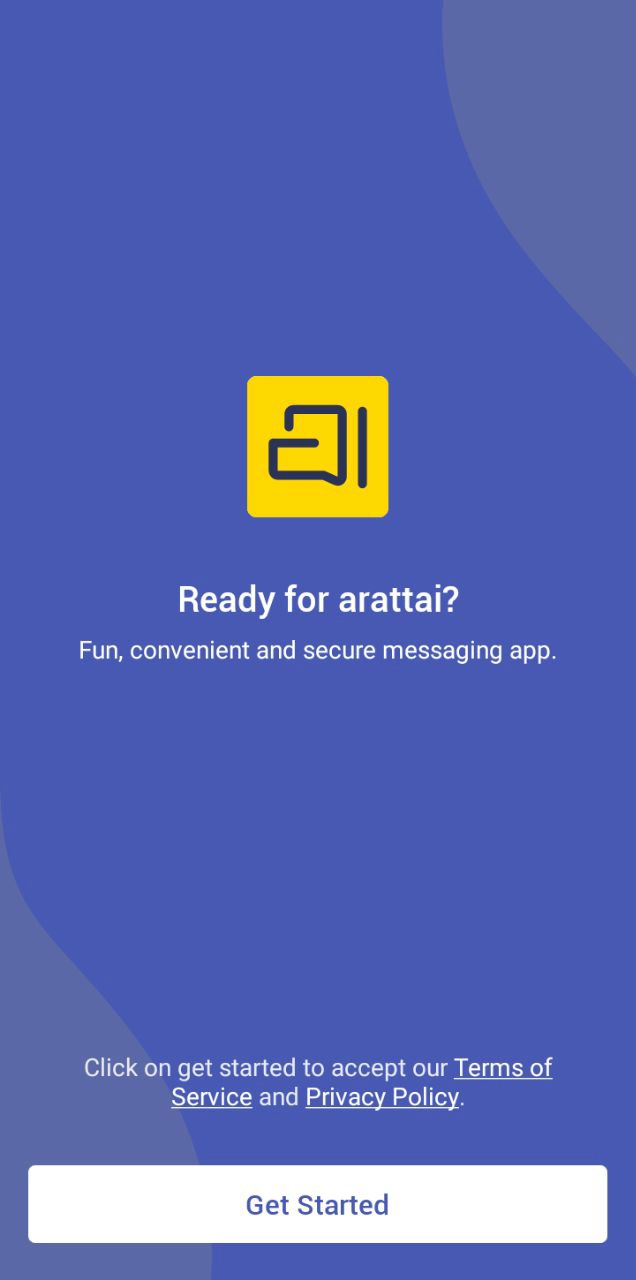 Ready for arattai?
Fun, convenient and secure messaging app.
Click on get started to accept our Terms of
Service and Privacy Policy.
Get Started